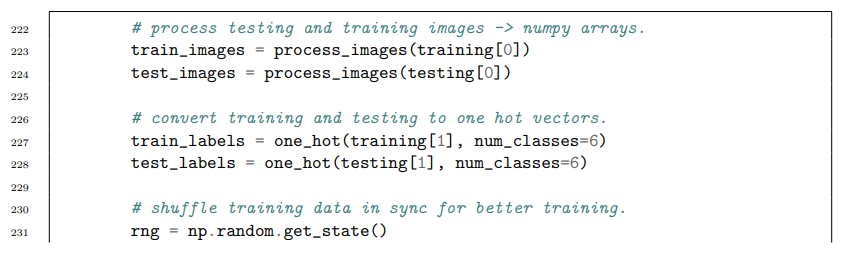 222 # process testing and training images -> numpy arrays.
223 train_images = process_images(training[0])
224 test_images = process_images(testing[0])
225
226 # convert training and testing to one hot vectors.
227 train_labels = one_hot(training[1], num_classes=6)
228 test_labels = one_hot(testing[1], num_classes=6)
229
230 # shuffle training data in sync for better training.
231 rng = np.random.get_state()